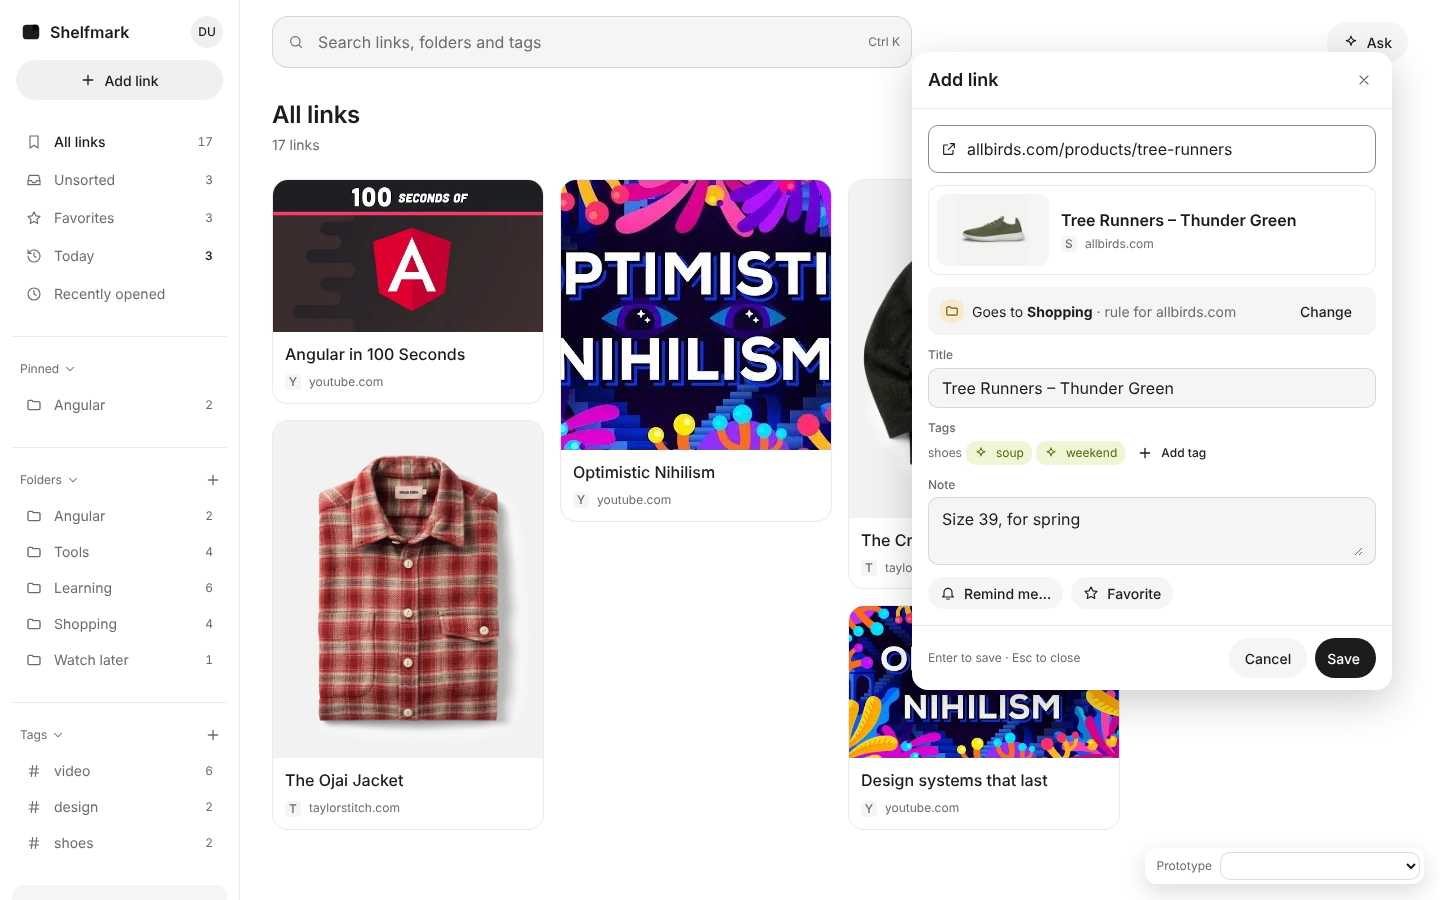 Shelfmark
DU
Add link
All links 17
Unsorted 3
Favorites 3
Today 3
Recently opened
Pinned
Angular 2
Folders
Angular 2
Tools 4
Learning 6
Shopping 4
Watch later 1
Tags
# video 6
# design 2
# shoes 2
Search links, folders and tags Ctrl K
Ask
All links
17 links
100 SECONDS OF
A
Angular in 100 Seconds
Y youtube.com
The Ojai Jacket
T taylorstitch.com
OPTIMISTI
NIHILISM
Optimistic Nihilism
Y youtube.com
The Cr
T taylo
O
NIHILISM
Design systems that last
Y youtube.com
Add link
allbirds.com/products/tree-runners
Tree Runners – Thunder Green
S allbirds.com
Goes to Shopping · rule for allbirds.com Change
Title
Tree Runners – Thunder Green
Tags
shoes soup weekend Add tag
Note
Size 39, for spring
Remind me... Favorite
Enter to save · Esc to close Cancel Save
Prototype